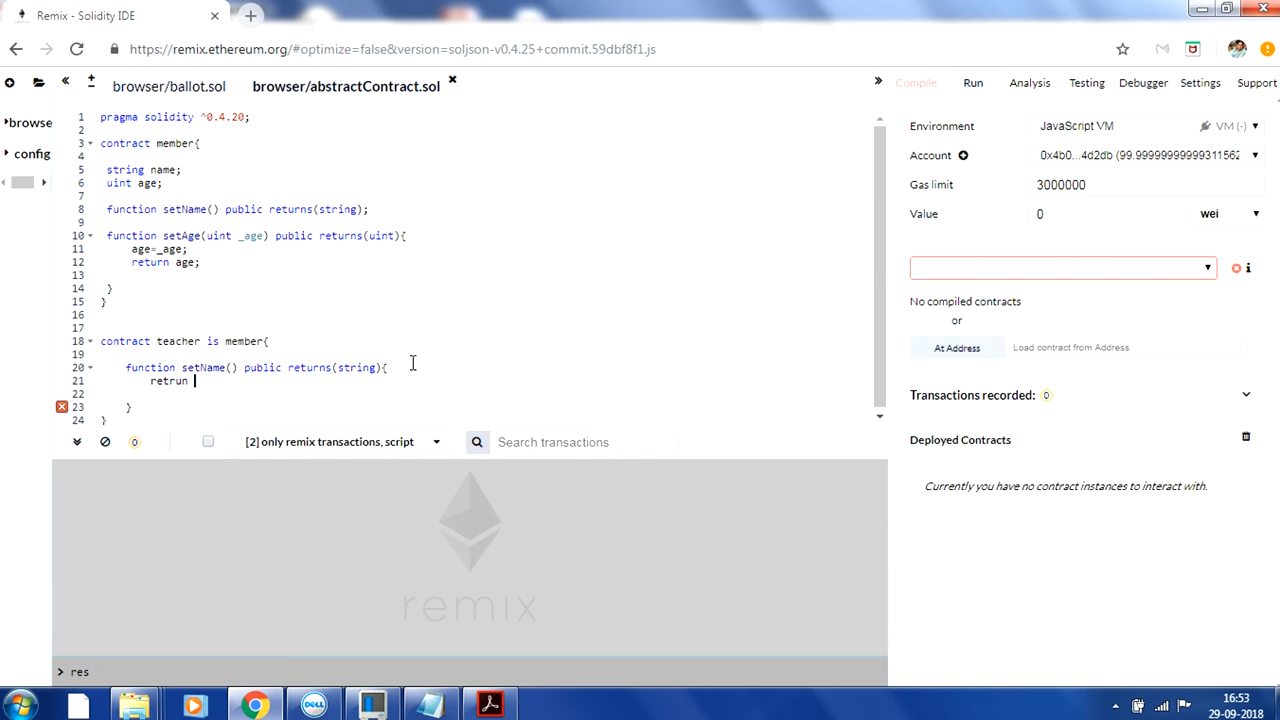 Remix - Solidity IDE
https://remix.ethereum.org/#optimize=false&version=soljson-v0.4.25+commit.59dbf8f1.js
browser/ballot.sol
browser/abstractContract.sol
Compile
Run
Analysis
Testing
Debugger
Settings
Support
browse
config
1 pragma solidity ^0.4.20;
2
3 contract member{
4
5 string name;
6 uint age;
7
8 function setName() public returns(string);
9
10 function setAge(uint _age) public returns(uint){
11 age=_age;
12 return age;
13
14 }
15 }
16
17
18 contract teacher is member{
19
20 function setName() public returns(string){
21 retrun
22
23 }
24 }
Environment
JavaScript VM
VM (-)
Account
0x4b0...4d2db (99.9999999999311562
Gas limit
3000000
Value
0
wei
No compiled contracts
or
At Address
Load contract from Address
Transactions recorded: 0
Deployed Contracts
Currently you have no contract instances to interact with.
0
[2] only remix transactions, script
Search transactions
remix
> res
DELL
16:53
29-09-2018